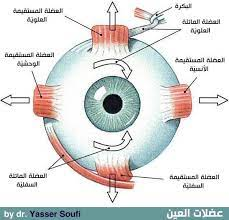 البكرة
العضلة المستقيمة
العلوية
العضلة المائلة
العلوية
العضلة المستقيمة
الوحشية
العضلة المستقيمة
الأنسية
العضلة المائلة
السفلية
العضلة المستقيمة
السفلية
by dr. Yasser Soufi
عضلات العين